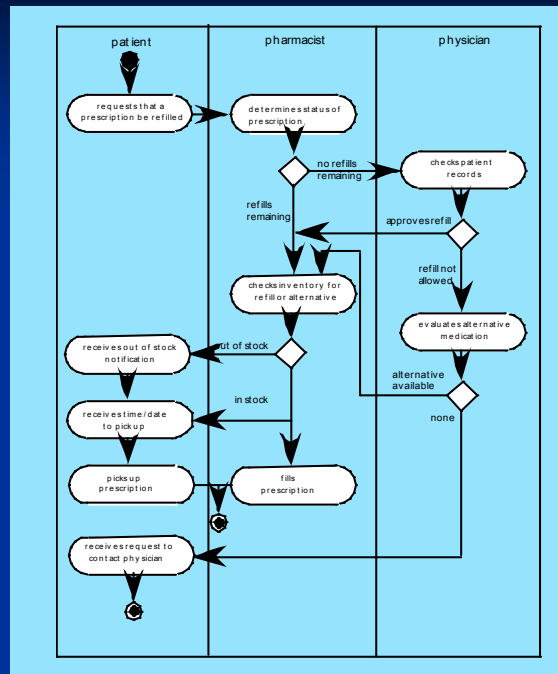 patient
pharmacist
physician
requests that a
prescription be refilled
determines status of
prescription
no refills
remaining
checks patient
records
refills
remaining
approves refill
refill not
allowed
checks inventory for
refill or alternative
evaluates alternative
medication
receives out of stock
notification
out of stock
alternative
available
none
receives time/date
to pickup
in stock
picks up
prescription
fills
prescription
receives request to
contact physician